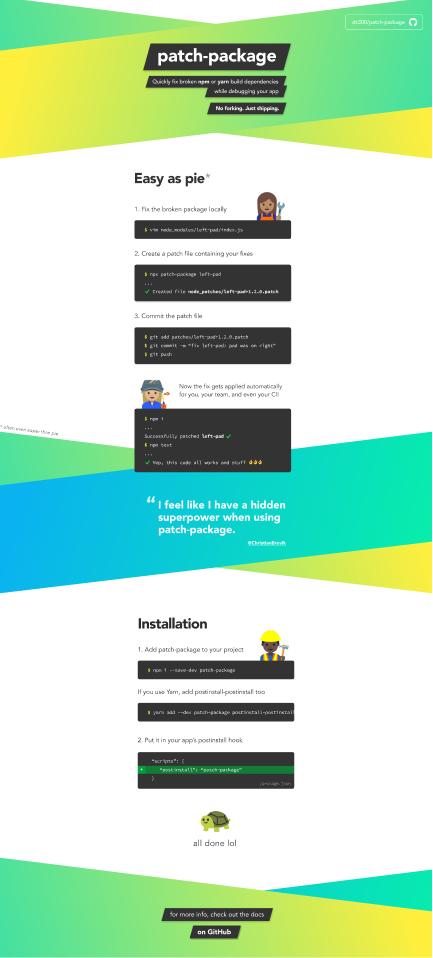 ds300/patch-package
patch-package
Quickly fix broken npm or yarn build dependencies
while debugging your app
No forking. Just shipping.
Easy as pie*
1. Fix the broken package locally
$ vim node_modules/left-pad/index.js
2. Create a patch file containing your fixes
$ npx patch-package left-pad
...
✔ Created file node_patches/left-pad+1.2.0.patch
3. Commit the patch file
$ git add patches/left-pad+1.2.0.patch
$ git commit -m "fix left-pad: pad was on right"
$ git push
Now the fix gets applied automatically
for you, your team, and even your CI!
$ npm i
...
Successfully patched left-pad ✔
$ npm test
...
✔ Yep, this code all works and stuff 👌👌👌
* often even easier than pie
“ I feel like I have a hidden
superpower when using
patch-package.
@ChristianBrevik
Installation
1. Add patch-package to your project
$ npm i --save-dev patch-package
If you use Yarn, add postinstall-postinstall too
$ yarn add --dev patch-package postinstall-postinstall
2. Put it in your app's postinstall hook.
"scripts": {
+ "postinstall": "patch-package"
}
/package.json
all done lol
for more info, check out the docs
on GitHub